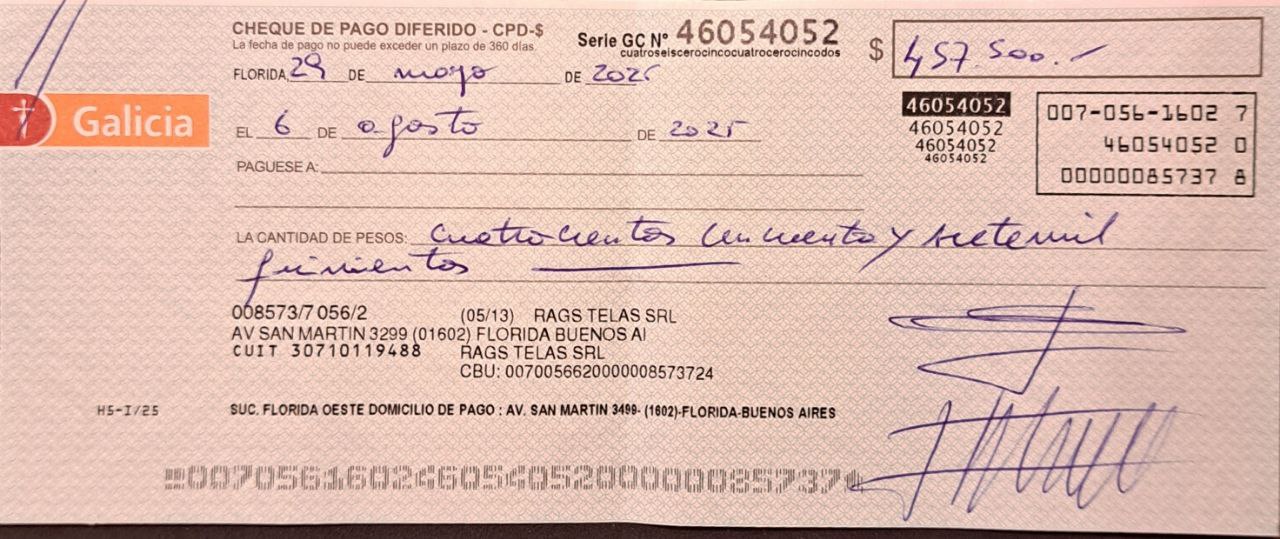 CHEQUE DE PAGO DIFERIDO - CPD-$
La fecha de pago no puede exceder un plazo de 360 días.
Serie GC Nº 46054052
cuatroseiscerocincocuatrocerocincodos
$ 457.500.-
FLORIDA, 29 DE mayo DE 2025
Galicia
EL 6 DE agosto DE 2025
46054052
46054052
46054052
46054052
007-056-1602 7
46054052 0
00000085737 8
PAGUESE A:
LA CANTIDAD DE PESOS: cuatrocientos cincuenta y siete mil
quinientos
008573/7 056/2 (05/13) RAGS TELAS SRL
AV SAN MARTIN 3299 (01602) FLORIDA BUENOS AI
CUIT 30710119488 RAGS TELAS SRL
CBU: 0070056620000008573724
H5-I/25
SUC. FLORIDA OESTE DOMICILIO DE PAGO : AV. SAN MARTIN 3499- (1602)-FLORIDA-BUENOS AIRES
00705616024605405200000085737